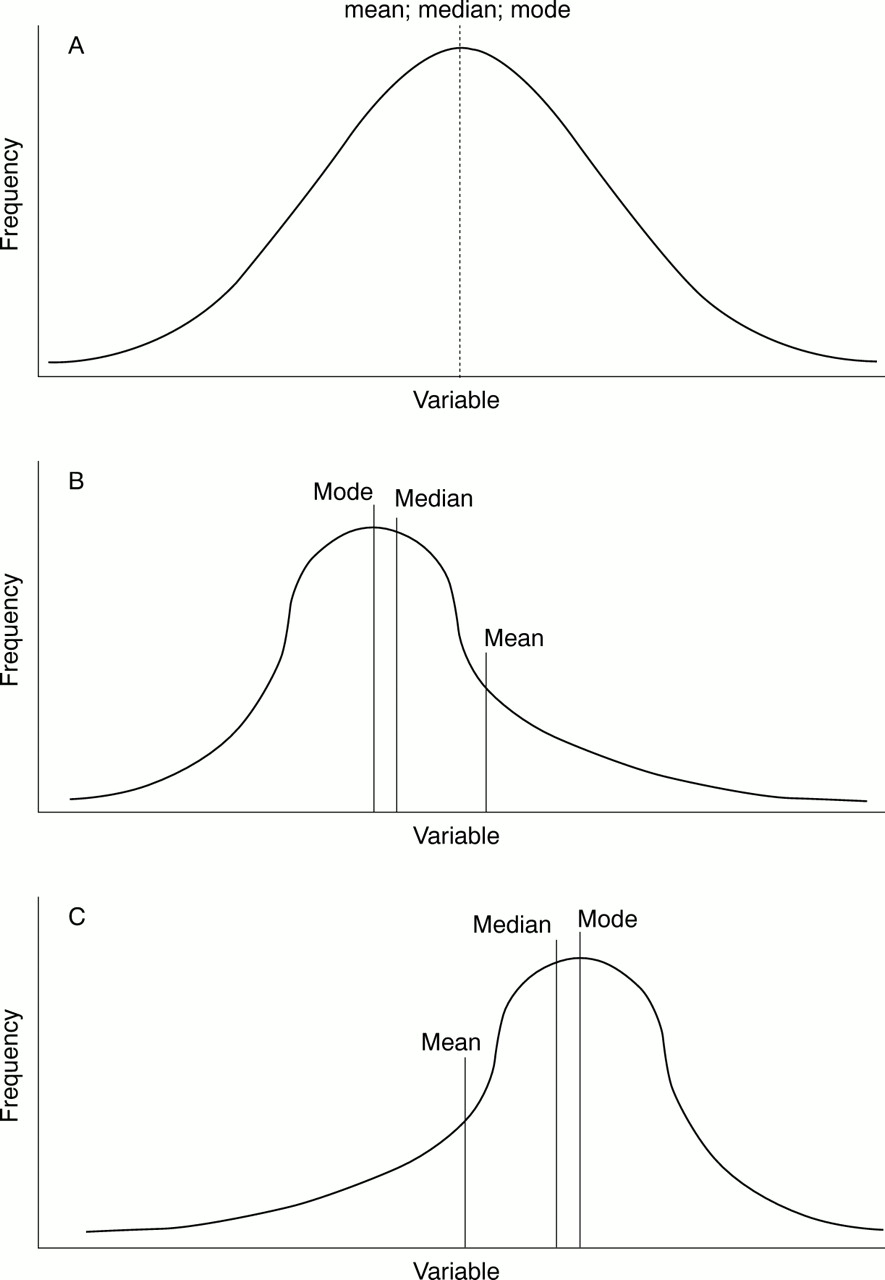 mean; median; mode
A
Frequency
Variable
B
Mode
Median
Mean
Frequency
Variable
C
Median
Mode
Mean
Frequency
Variable